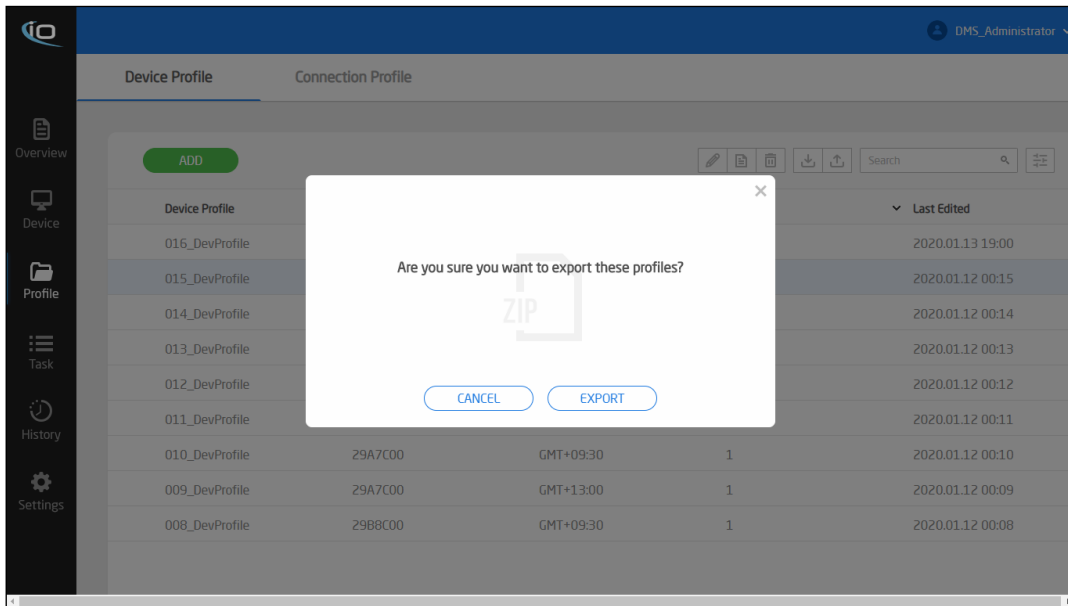 iO
DMS_Administrator
Device Profile Connection Profile
Overview
ADD Search
Device
Device Profile Last Edited
016_DevProfile 2020.01.13 19:00
Profile
015_DevProfile 2020.01.12 00:15
Are you sure you want to export these profiles?
ZIP
014_DevProfile 2020.01.12 00:14
Task
013_DevProfile 2020.01.12 00:13
012_DevProfile 2020.01.12 00:12
CANCEL EXPORT
History
011_DevProfile 2020.01.12 00:11
010_DevProfile 29A7C00 GMT+09:30 1 2020.01.12 00:10
Settings
009_DevProfile 29A7C00 GMT+13:00 1 2020.01.12 00:09
008_DevProfile 29B8C00 GMT+09:30 1 2020.01.12 00:08